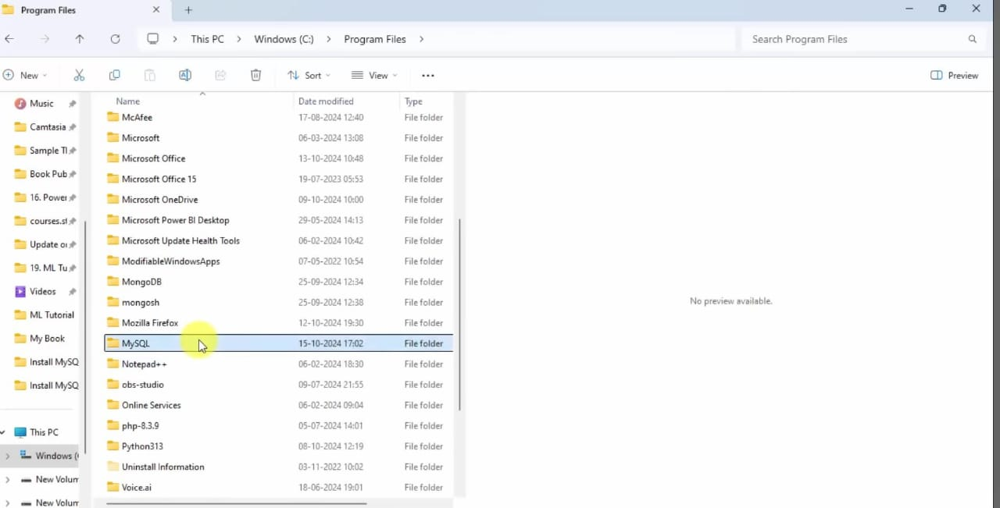 Program Files
This PC > Windows (C:) > Program Files >
Search Program Files
New
Sort
View
Preview
Music
Camtasia
Sample Tl
Book Pub
16. Power
courses.st
Update or
19. ML Tu
Videos
ML Tutorial
My Book
Install MySQ
Install MySQ
This PC
Windows (
New Volum
New Volum
Name Date modified Type
McAfee 17-08-2024 12:40 File folder
Microsoft 06-03-2024 13:08 File folder
Microsoft Office 13-10-2024 10:48 File folder
Microsoft Office 15 19-07-2023 05:53 File folder
Microsoft OneDrive 09-10-2024 10:00 File folder
Microsoft Power BI Desktop 29-05-2024 14:13 File folder
Microsoft Update Health Tools 06-02-2024 10:42 File folder
ModifiableWindowsApps 07-05-2022 10:54 File folder
MongoDB 25-09-2024 12:34 File folder
mongosh 25-09-2024 12:38 File folder
Mozilla Firefox 12-10-2024 19:30 File folder
MySQL 15-10-2024 17:02 File folder
Notepad++ 06-02-2024 18:30 File folder
obs-studio 09-07-2024 21:55 File folder
Online Services 06-02-2024 09:04 File folder
php-8.3.9 05-07-2024 14:01 File folder
Python313 08-10-2024 12:19 File folder
Uninstall Information 03-11-2022 10:02 File folder
Voice.ai 18-06-2024 19:01 File folder
No preview available.